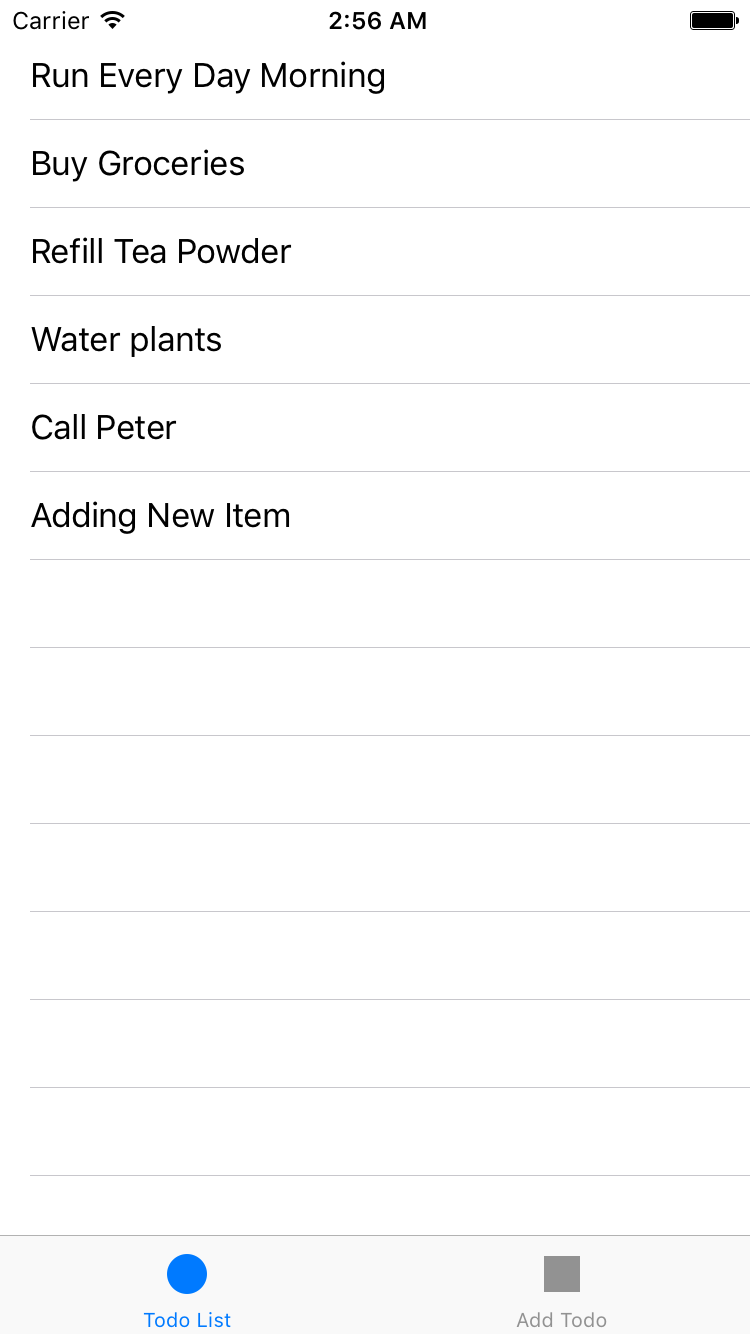 Carrier 2:56 AM
Run Every Day Morning
Buy Groceries
Refill Tea Powder
Water plants
Call Peter
Adding New Item
Todo List Add Todo